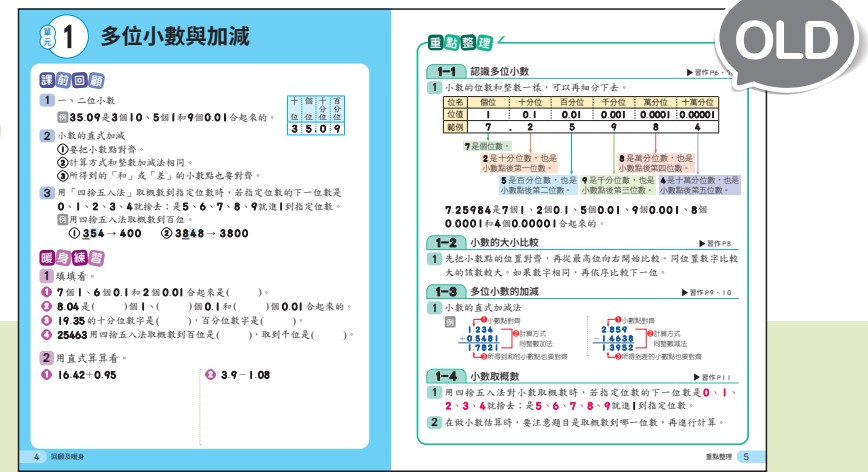 單元 1 多位小數與加減
課前回顧
1 一、二位小數
例 35.09是3個10、5個1和9個0.01合起來的。
十位 個位 十分位 百分位
3 5 . 0 9
2 小數的直式加減
①要把小數點對齊。
②計算方式和整數加減法相同。
③所得到的「和」或「差」的小數點也要對齊。
3 用「四捨五入法」取概數到指定位數時，若指定位數的下一位數是
0、1、2、3、4就捨去；是5、6、7、8、9就進1到指定位數。
例 用四捨五入法取概數到百位。
① 354→400 ② 3848→3800
暖身練習
1 填填看。
❶ 7個1、6個0.1和2個0.01合起來是( )。
❷ 8.04是( )個1、( )個0.1和( )個0.01合起來的。
❸ 19.35的十分位數字是( )，百分位數字是( )。
❹ 25463用四捨五入法取概數到百位是( )，取到千位是( )。
2 用直式算算看。
❶ 16.42+0.95 ❷ 3.9-1.08
4 回顧及暖身
OLD
重點整理
1-1 認識多位小數 ▶習作P6、
1 小數的位數和整數一樣，可以再細分下去。
位名 個位 十分位 百分位 千分位 萬分位 十萬分位
位值 1 0.1 0.01 0.001 0.0001 0.00001
範例 7 . 2 5 9 8 4
7是個位數。
2是十分位數，也是
小數點後第一位數。
8是萬分位數，也是
小數點後第四位數。
5是百分位數，也是
小數點後第二位數。
9是千分位數，也是
小數點後第三位數。
4是十萬分位數，也是
小數點後第五位數。
7.25984是7個1、2個0.1、5個0.01、9個0.001、8個
0.0001和4個0.00001合起來的。
1-2 小數的大小比較 ▶習作P8
1 先把小數點的位置對齊，再從最高位向右開始比較，同位置數字比較
大的該數較大。如果數字相同，再依序比較下一位。
1-3 多位小數的加減 ▶習作P9、10
1 小數的直式加減法
例
❶小數點對齊
1.234
+0.5481
1.7821
❷計算方式
同整數加法
❸所得到和的小數點也要對齊
❶小數點對齊
2.859
-1.4638
1.3952
❷計算方式
同整數減法
❸所得到差的小數點也要對齊
1-4 小數取概數 ▶習作P11
1 用四捨五入法對小數取概數時，若指定位數的下一位數是0、1、
2、3、4就捨去；是5、6、7、8、9就進1到指定位數。
2 在做小數估算時，要注意題目是取概數到哪一位數，再進行計算。
重點整理 5